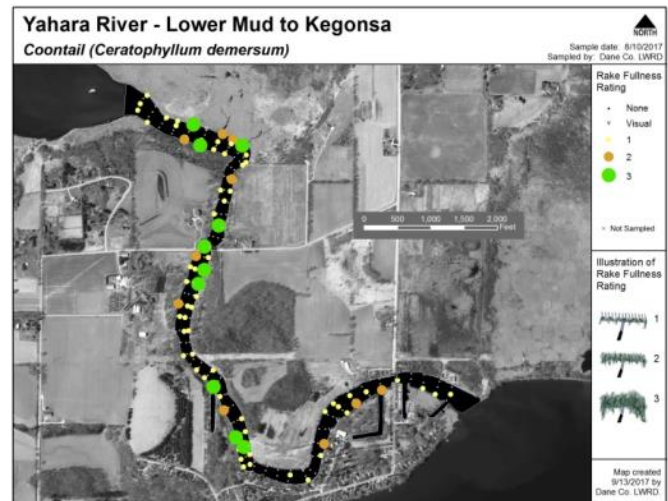 Yahara River - Lower Mud to Kegonsa
Coontail (Ceratophyllum demersum)
NORTH
Sample date: 8/10/2017
Sampled by: Dane Co. LWRD
Rake Fullness
Rating
None
Visual
1
2
3
Not Sampled
0 500 1,000 1,500 2,000
Feet
Illustration of
Rake Fullness
Rating
1
2
3
Map created
9/13/2017 by
Dane Co. LWRD